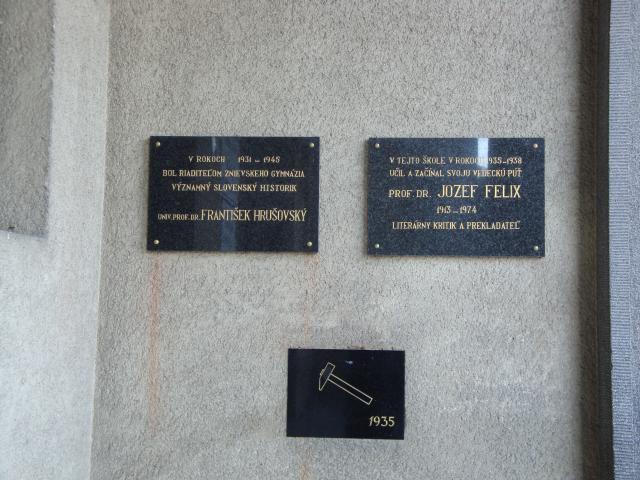 V ROKOCH 1931 – 1945
BOL RIADITEĽOM ZNIEVSKEHO GYMNÁZIA
VÝZNAMNÝ SLOVENSKÝ HISTORIK
UNIV. PROF. DR. FRANTIŠEK HRUŠOVSKÝ
V TEJTO ŠKOLE V ROKOCH 1935–1938
UČIL A ZAČÍNAL SVOJU VEDECKÚ PÚŤ
PROF. DR. JOZEF FELIX
1913 – 1974
LITERÁRNY KRITIK A PREKLADATEĽ
1935